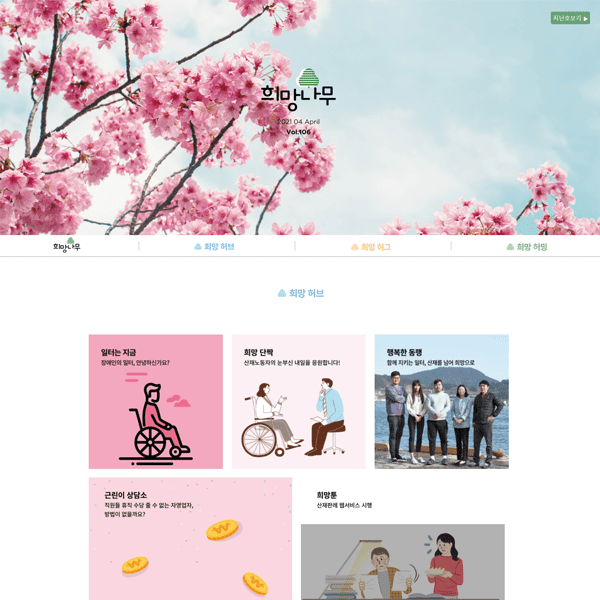 지난호보기 ▶
희망나무
2021 04 April
Vol.106
희망나무
희망 허브
희망 허그
희망 허밍
희망 허브
일터는 지금
장애인의 일터, 안녕하신가요?
희망 단짝
산재노동자의 눈부신 내일을 응원합니다!
행복한 동행
함께 지키는 일터, 산재를 넘어 희망으로
근린이 상담소
직원들 휴직 수당 줄 수 없는 자영업자,
방법이 없을까요?
희망툰
산재판례 웹서비스 시행